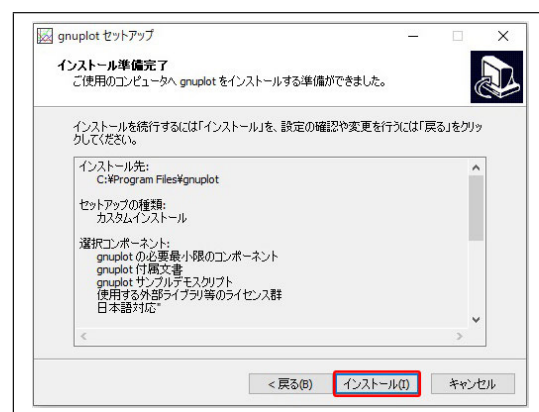 gnuplot セットアップ
インストール準備完了
ご使用のコンピュータへ gnuplot をインストールする準備ができました。
インストールを続行するには「インストール」を、設定の確認や変更を行うには「戻る」をクリッ
クしてください。
インストール先:
C:¥Program Files¥gnuplot
セットアップの種類:
カスタムインストール
選択コンポーネント:
gnuplot の必要最小限のコンポーネント
gnuplot 付属文書
gnuplot サンプルデモスクリプト
使用する外部ライブラリ等のライセンス群
日本語対応"
< 戻る(B) インストール(I) キャンセル